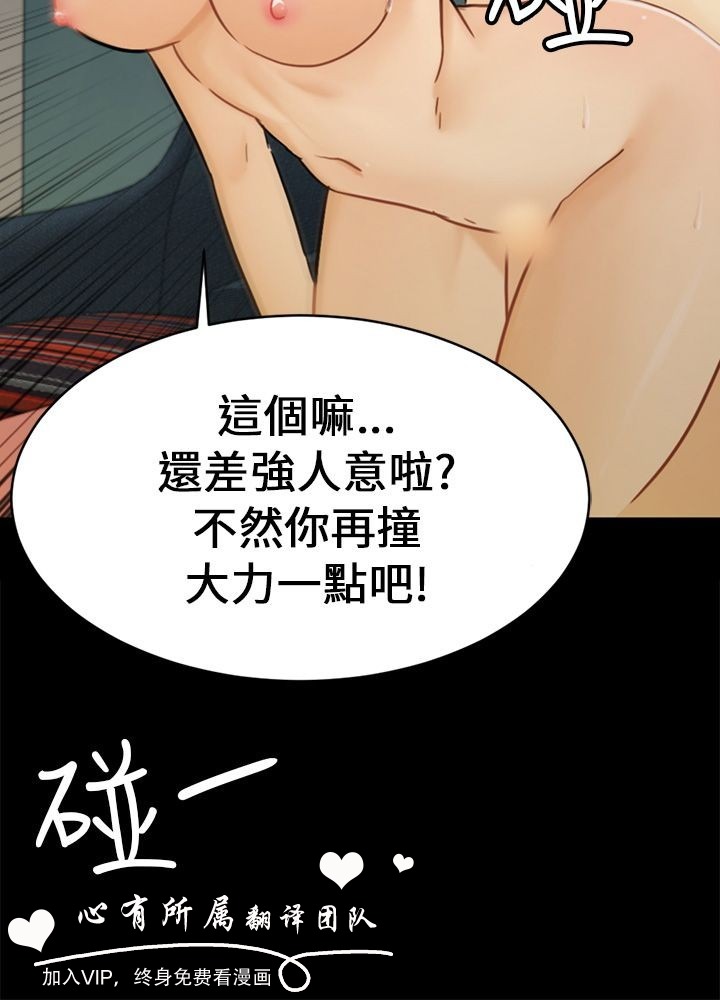 碰
這個嘛...
還差強人意啦?
不然你再撞
大力一點吧!
碰一
心有所属翻译团队
加入VIP，终身免费看漫画